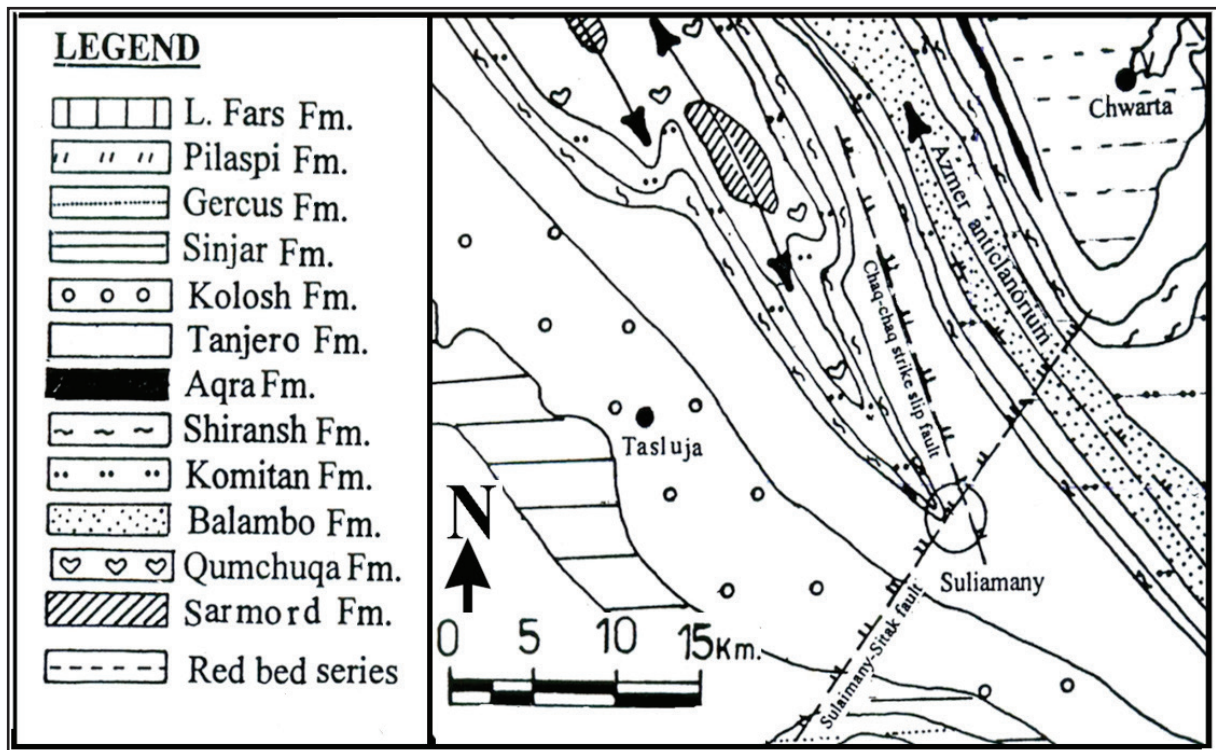 LEGEND
L. Fars Fm.
Pilaspi Fm.
Gercus Fm.
Sinjar Fm.
Kolosh Fm.
Tanjero Fm.
Aqra Fm.
Shiransh Fm.
Komitan Fm.
Balambo Fm.
Qumchuqa Fm.
Sarmord Fm.
Red bed series
Chwarta
Azmer anticlanórium
Chaq-chaq strike slip fault
Tasluja
N
Suliamany
0 5 10 15Km.
Sulaimany-Sitak fault